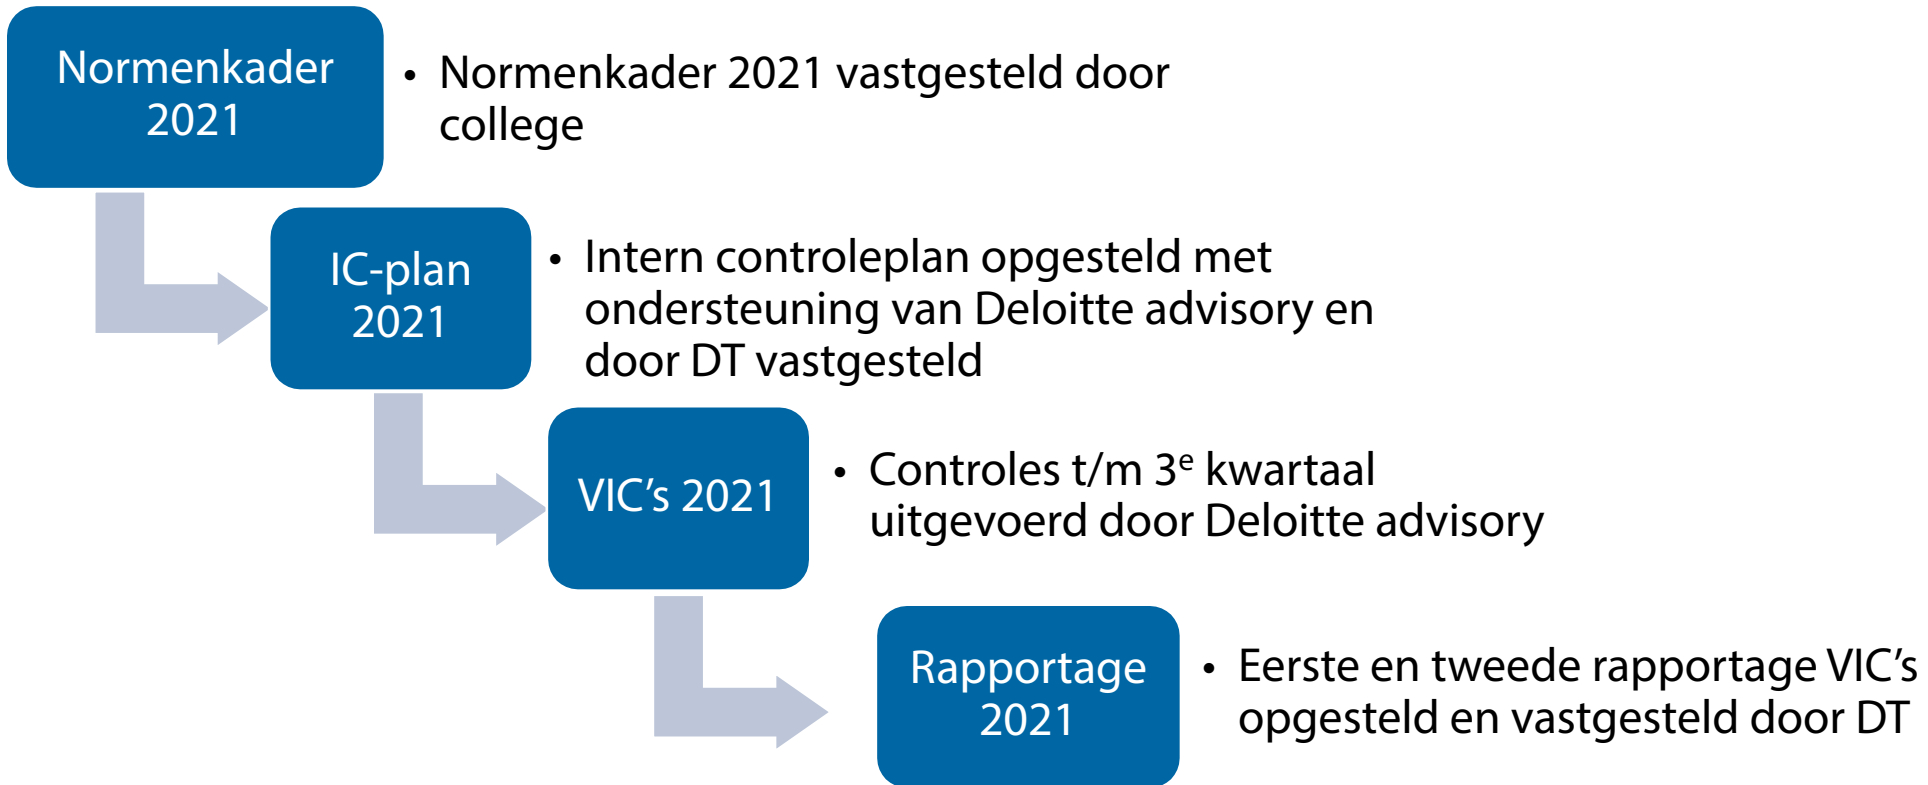 Normenkader
2021
• Normenkader 2021 vastgesteld door
college
IC-plan
2021
• Intern controleplan opgesteld met
ondersteuning van Deloitte advisory en
door DT vastgesteld
VIC’s 2021
• Controles t/m 3e kwartaal
uitgevoerd door Deloitte advisory
Rapportage
2021
• Eerste en tweede rapportage VIC’s
opgesteld en vastgesteld door DT